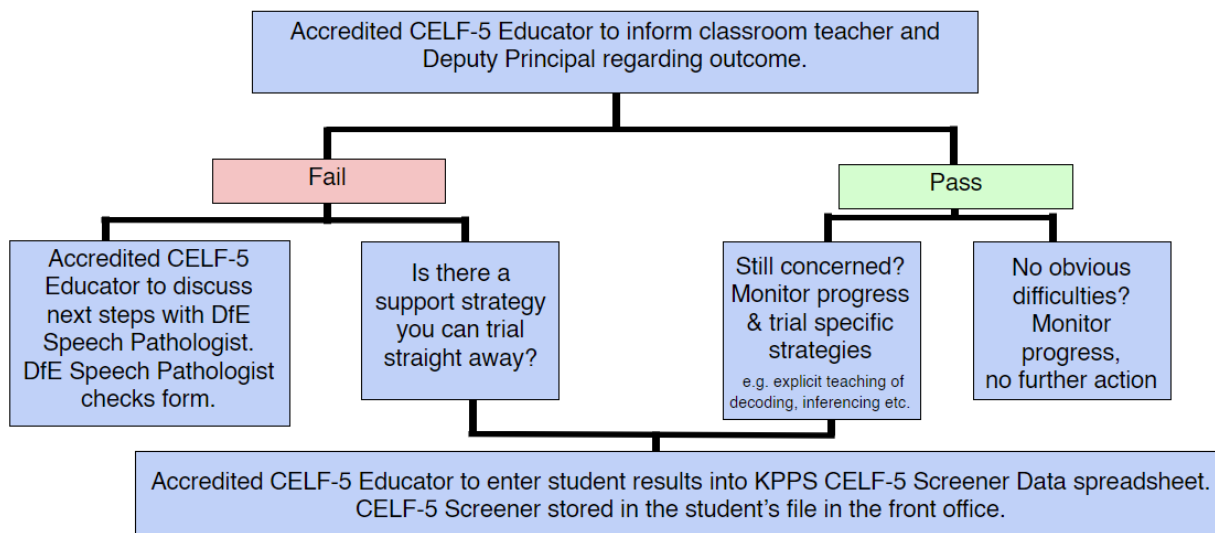 Accredited CELF-5 Educator to inform classroom teacher and
Deputy Principal regarding outcome.
Fail
Pass
Accredited CELF-5
Educator to discuss
next steps with DfE
Speech Pathologist.
DfE Speech Pathologist
checks form.
Is there a
support strategy
you can trial
straight away?
Still concerned?
Monitor progress
& trial specific
strategies
e.g. explicit teaching of
decoding, inferencing etc.
No obvious
difficulties?
Monitor
progress,
no further action
Accredited CELF-5 Educator to enter student results into KPPS CELF-5 Screener Data spreadsheet.
CELF-5 Screener stored in the student’s file in the front office.